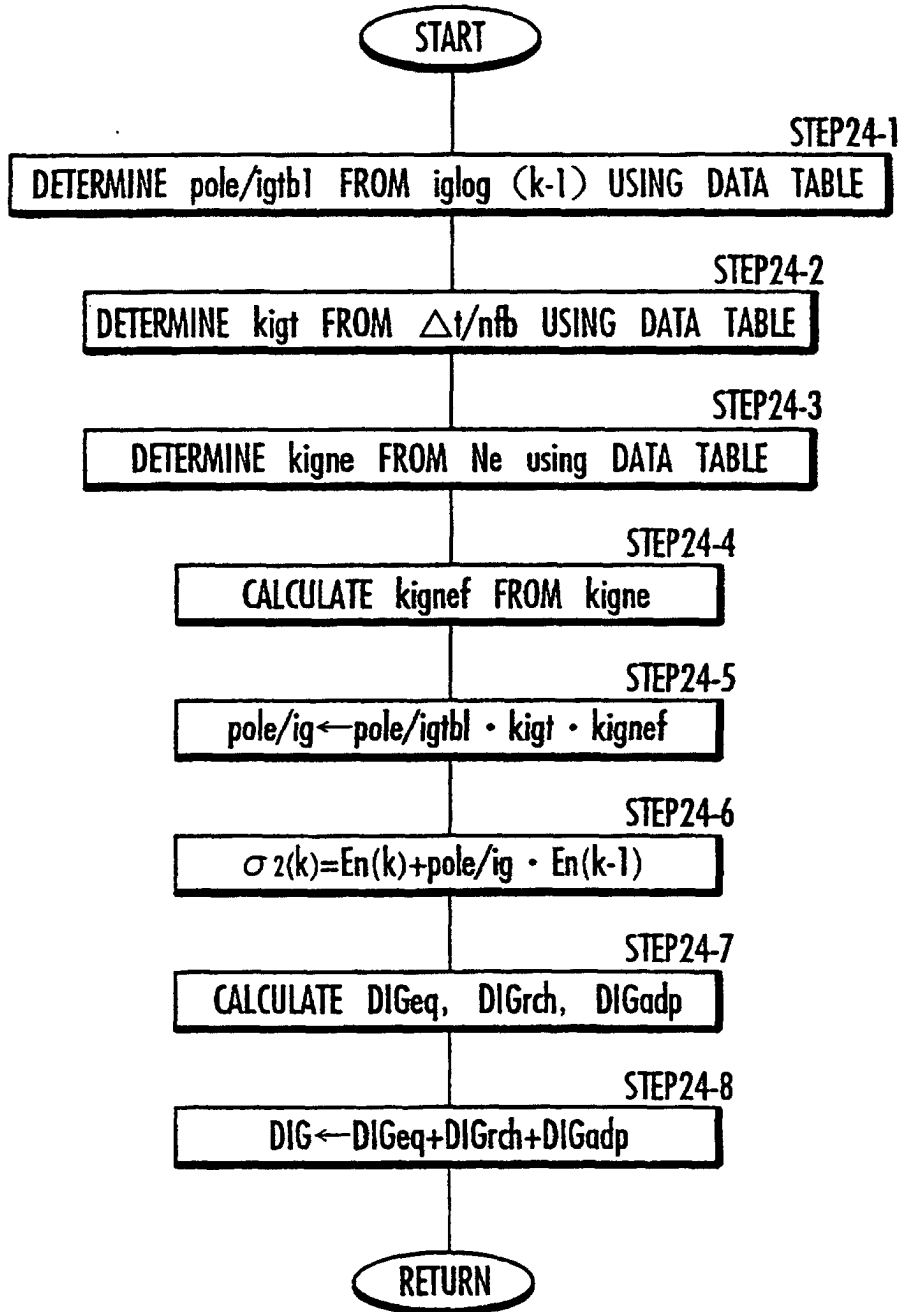 START
STEP24-1
DETERMINE pole/igtbl FROM iglog (k-1) USING DATA TABLE
STEP24-2
DETERMINE kigt FROM △t/nfb USING DATA TABLE
STEP24-3
DETERMINE kigne FROM Ne using DATA TABLE
STEP24-4
CALCULATE kignef FROM kigne
STEP24-5
pole/ig←pole/igtbl · kigt · kignef
STEP24-6
σ2(k)=En(k)+pole/ig · En(k-1)
STEP24-7
CALCULATE DIGeq, DIGrch, DIGadp
STEP24-8
DIG←DIGeq+DIGrch+DIGadp
RETURN